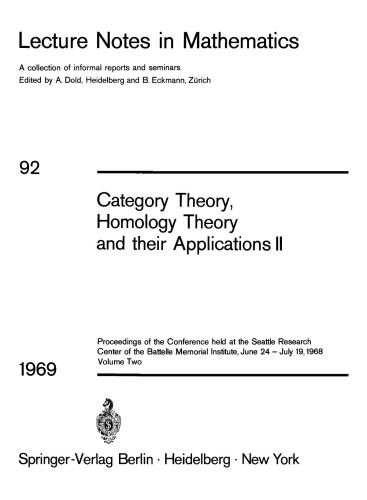 Lecture Notes in Mathematics
A collection of informal reports and seminars
Edited by A. Dold, Heidelberg and B. Eckmann, Zürich
92
Category Theory,
Homology Theory
and their Applications II
Proceedings of the Conference held at the Seattle Research
Center of the Battelle Memorial Institute, June 24 – July 19, 1968
Volume Two
1969
Springer-Verlag Berlin · Heidelberg · New York